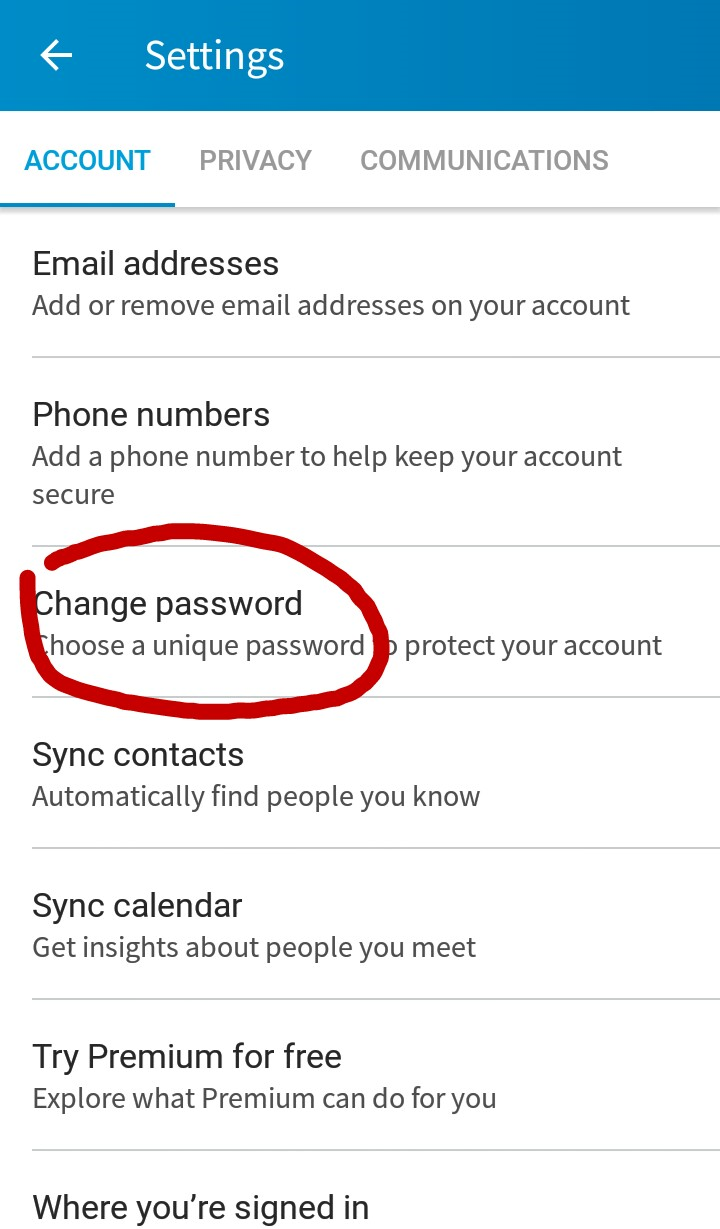 Settings
ACCOUNT PRIVACY COMMUNICATIONS
Email addresses
Add or remove email addresses on your account
Phone numbers
Add a phone number to help keep your account
secure
Change password
Choose a unique password to protect your account
Sync contacts
Automatically find people you know
Sync calendar
Get insights about people you meet
Try Premium for free
Explore what Premium can do for you
Where you’re signed in